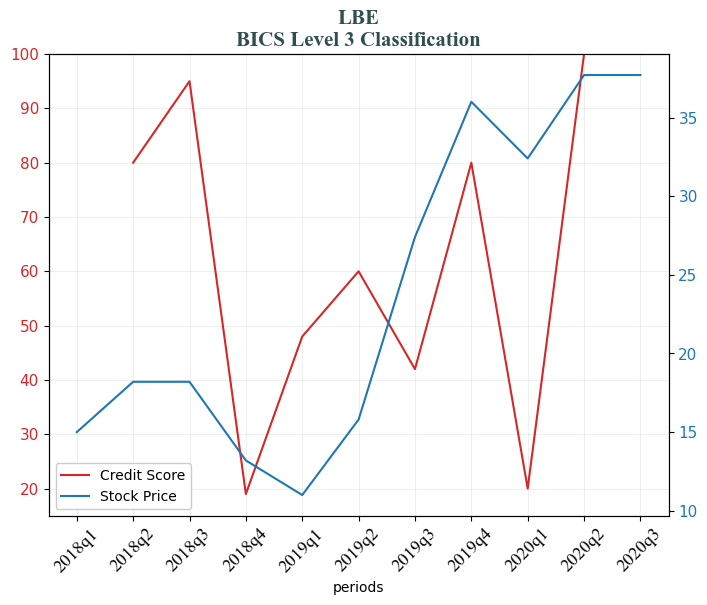 LBE
BICS Level 3 Classification
100
90
80
70
60
50
40
30
20
35
30
25
20
15
10
Credit Score
Stock Price
2018q1
2018q2
2018q3
2018q4
2019q1
2019q2
2019q3
2019q4
2020q1
2020q2
2020q3
periods